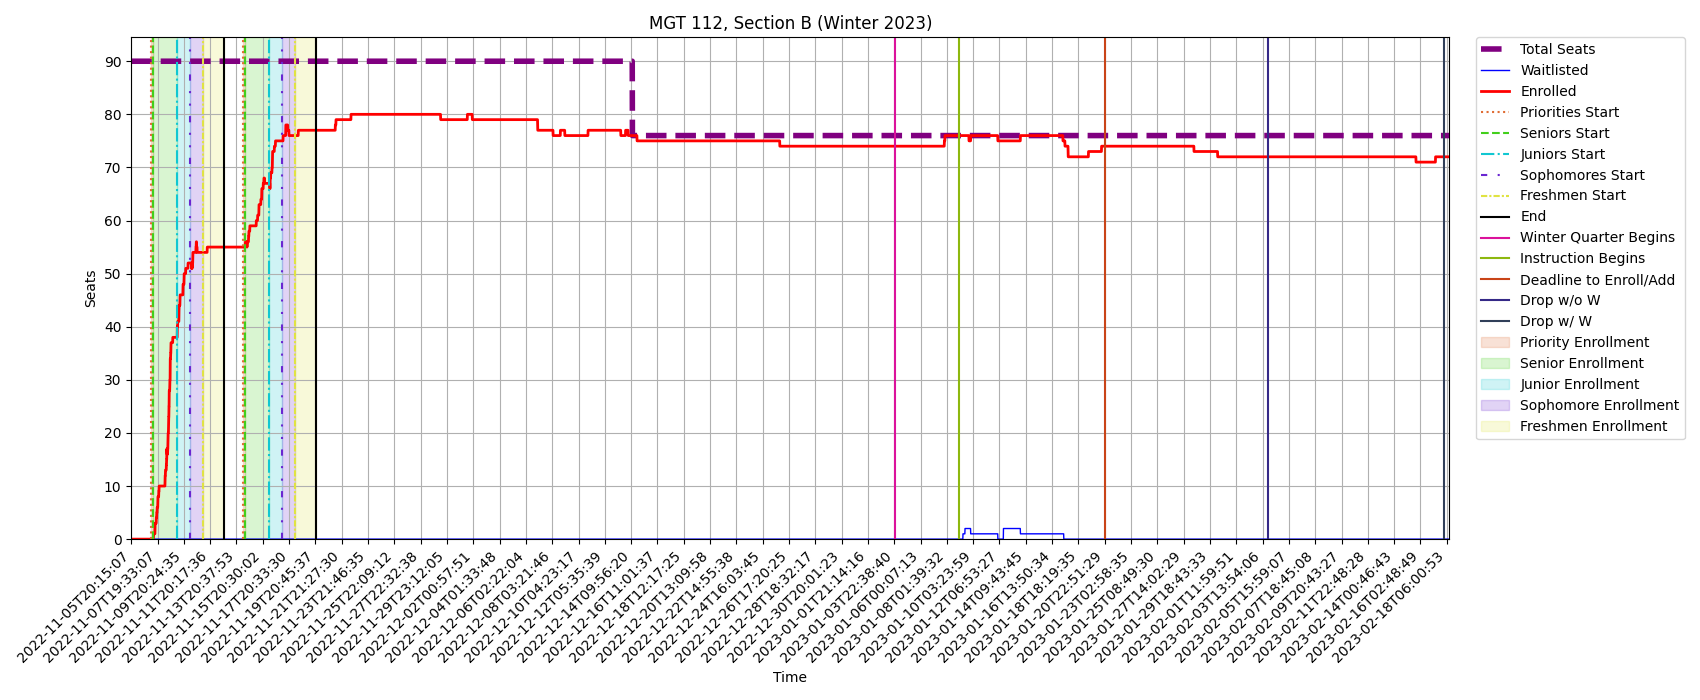 MGT 112, Section B (Winter 2023)
Seats
90
80
70
60
50
40
30
20
10
0
2022-11-05T20:15:07
2022-11-07T19:33:07
2022-11-09T20:24:35
2022-11-11T20:17:36
2022-11-13T20:37:53
2022-11-15T20:30:02
2022-11-17T20:33:30
2022-11-19T20:45:37
2022-11-21T21:27:30
2022-11-23T21:46:35
2022-11-25T22:09:12
2022-11-27T22:32:38
2022-11-29T23:12:05
2022-12-02T00:57:51
2022-12-04T01:33:48
2022-12-06T02:22:04
2022-12-08T03:21:46
2022-12-10T04:23:17
2022-12-12T05:35:39
2022-12-14T09:56:20
2022-12-16T11:01:37
2022-12-18T12:17:25
2022-12-20T13:09:58
2022-12-22T14:55:38
2022-12-24T16:03:45
2022-12-26T17:20:25
2022-12-28T18:32:17
2022-12-30T20:01:23
2023-01-01T21:14:16
2023-01-03T22:38:40
2023-01-06T00:07:13
2023-01-08T01:39:32
2023-01-10T03:23:59
2023-01-12T06:53:27
2023-01-14T09:43:45
2023-01-16T13:50:34
2023-01-18T18:19:35
2023-01-20T22:51:29
2023-01-23T02:58:35
2023-01-25T08:49:30
2023-01-27T14:02:29
2023-01-29T18:43:33
2023-02-01T11:59:51
2023-02-03T13:54:06
2023-02-05T15:59:07
2023-02-07T18:45:08
2023-02-09T20:43:27
2023-02-11T22:48:28
2023-02-14T00:46:43
2023-02-16T02:48:49
2023-02-18T06:00:53
Time
Total Seats
Waitlisted
Enrolled
Priorities Start
Seniors Start
Juniors Start
Sophomores Start
Freshmen Start
End
Winter Quarter Begins
Instruction Begins
Deadline to Enroll/Add
Drop w/o W
Drop w/ W
Priority Enrollment
Senior Enrollment
Junior Enrollment
Sophomore Enrollment
Freshmen Enrollment